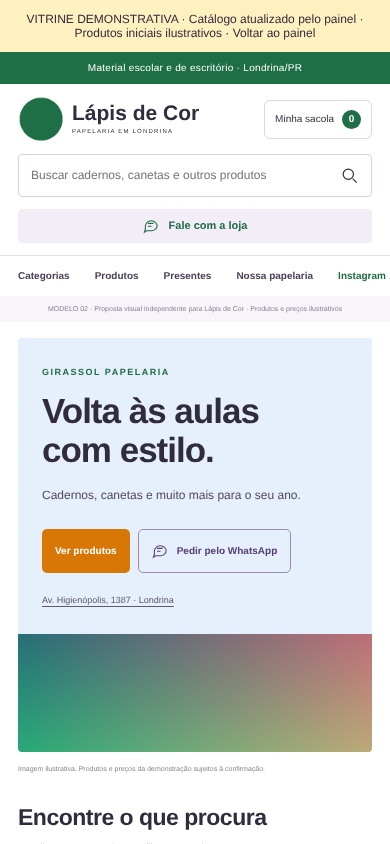 VITRINE DEMONSTRATIVA · Catálogo atualizado pelo painel ·
Produtos iniciais ilustrativos · Voltar ao painel
Material escolar e de escritório · Londrina/PR
Lápis de Cor
PAPELARIA EM LONDRINA
Minha sacola 0
Buscar cadernos, canetas e outros produtos
Fale com a loja
Categorias Produtos Presentes Nossa papelaria Instagram
MODELO 02 · Proposta visual independente para Lápis de Cor · Produtos e preços ilustrativos
GIRASSOL PAPELARIA
Volta às aulas
com estilo.
Cadernos, canetas e muito mais para o seu ano.
Ver produtos
Pedir pelo WhatsApp
Av. Higienópolis, 1387 · Londrina
Imagem ilustrativa. Produtos e preços da demonstração sujeitos à confirmação.
Encontre o que procura